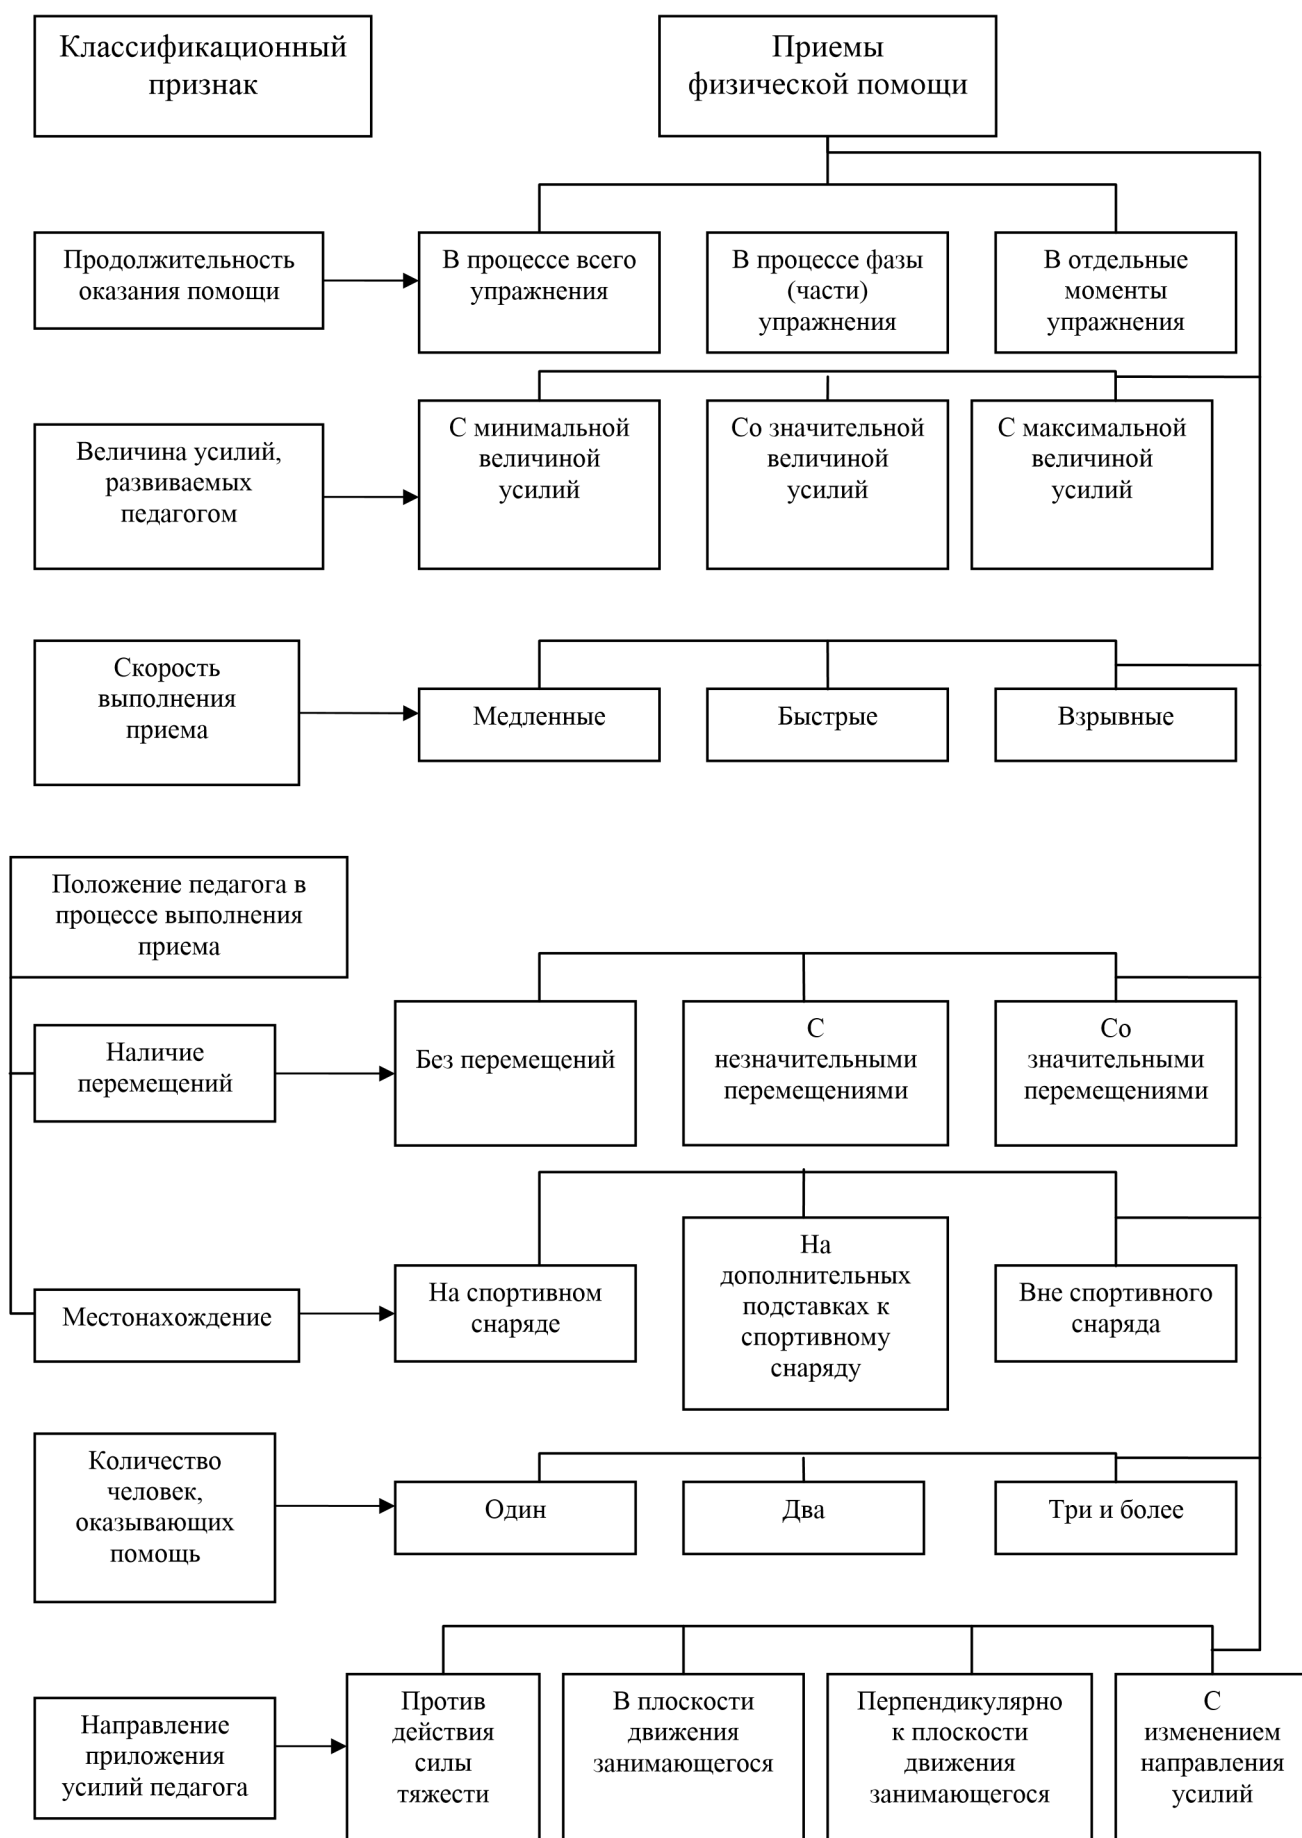 Классификационный
признак
Приемы
физической помощи
Продолжительность
оказания помощи
В процессе всего
упражнения
В процессе фазы
(части)
упражнения
В отдельные
моменты
упражнения
Величина усилий,
развиваемых
педагогом
С минимальной
величиной
усилий
Со значительной
величиной
усилий
С максимальной
величиной
усилий
Скорость
выполнения
приема
Медленные
Быстрые
Взрывные
Положение педагога в
процессе выполнения
приема
Наличие
перемещений
Без перемещений
С
незначительными
перемещениями
Со
значительными
перемещениями
Местонахождение
На спортивном
снаряде
На
дополнительных
подставках к
спортивному
снаряду
Вне спортивного
снаряда
Количество
человек,
оказывающих
помощь
Один
Два
Три и более
Направление
приложения
усилий педагога
Против
действия
силы
тяжести
В плоскости
движения
занимающегося
Перпендикулярно
к плоскости
движения
занимающегося
С
изменением
направления
усилий